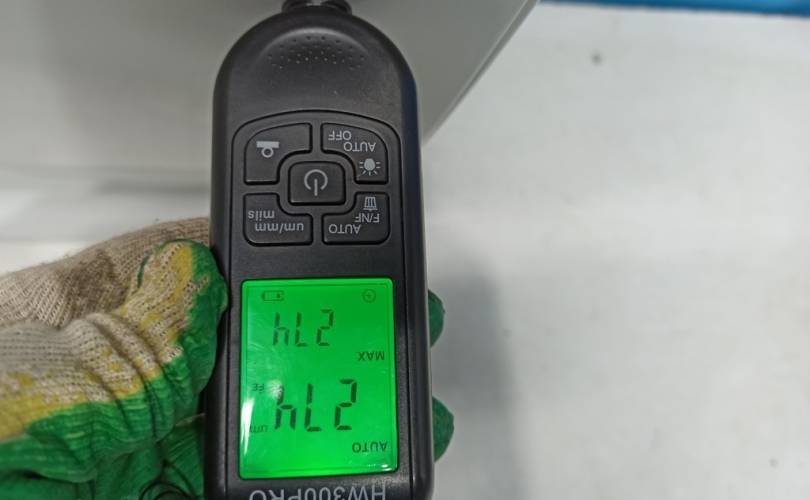 HW300PRO
AUTO
274 um
FE
MAX
274
AUTO
F/NF
um/mm
mils
AUTO
OFF